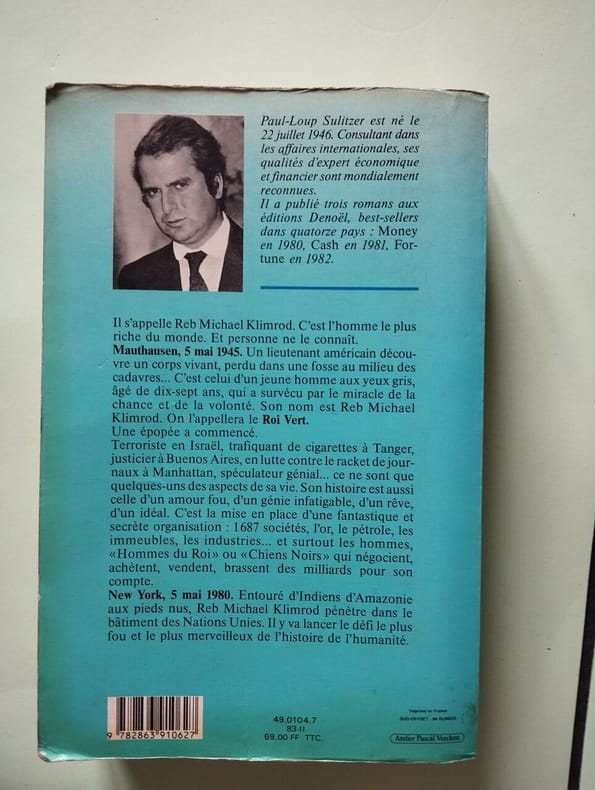 Paul-Loup Sulitzer est né le
22 juillet 1946. Consultant dans
les affaires internationales, ses
qualités d'expert économique
et financier sont mondialement
reconnues.
Il a publié trois romans aux
éditions Denoël, best-sellers
dans quatorze pays : Money
en 1980, Cash en 1981, For-
tune en 1982.
Il s'appelle Reb Michael Klimrod. C'est l'homme le plus
riche du monde. Et personne ne le connaît.
Mauthausen, 5 mai 1945. Un lieutenant américain décou-
vre un corps vivant, perdu dans une fosse au milieu des
cadavres... C'est celui d'un jeune homme aux yeux gris,
âgé de dix-sept ans, qui a survécu par le miracle de la
chance et de la volonté. Son nom est Reb Michael
Klimrod. On l'appellera le Roi Vert.
Une épopée a commencé.
Terroriste en Israël, trafiquant de cigarettes à Tanger,
justicier à Buenos Aires, en lutte contre le racket de jour-
naux à Manhattan, spéculateur génial... ce ne sont que
quelques-uns des aspects de sa vie. Son histoire est aussi
celle d'un amour fou, d'un génie infatigable, d'un rêve,
d'un idéal. C'est la mise en place d'une fantastique et
secrète organisation : 1687 sociétés, l'or, le pétrole, les
immeubles, les industries... et surtout les hommes,
«Hommes du Roi» ou «Chiens Noirs» qui négocient,
achètent, vendent, brassent des milliards pour son
compte.
New York, 5 mai 1980. Entouré d'Indiens d'Amazonie
aux pieds nus, Reb Michael Klimrod pénètre dans le
bâtiment des Nations Unies. Il y va lancer le défi le plus
fou et le plus merveilleux de l'histoire de l'humanité.
9 782863 910627
49.0104.7
83-II
69,00 FF TTC.
Imprimé en France
SUD-OFFSET - 94 RUNGIS
Atelier Pascal Vercken